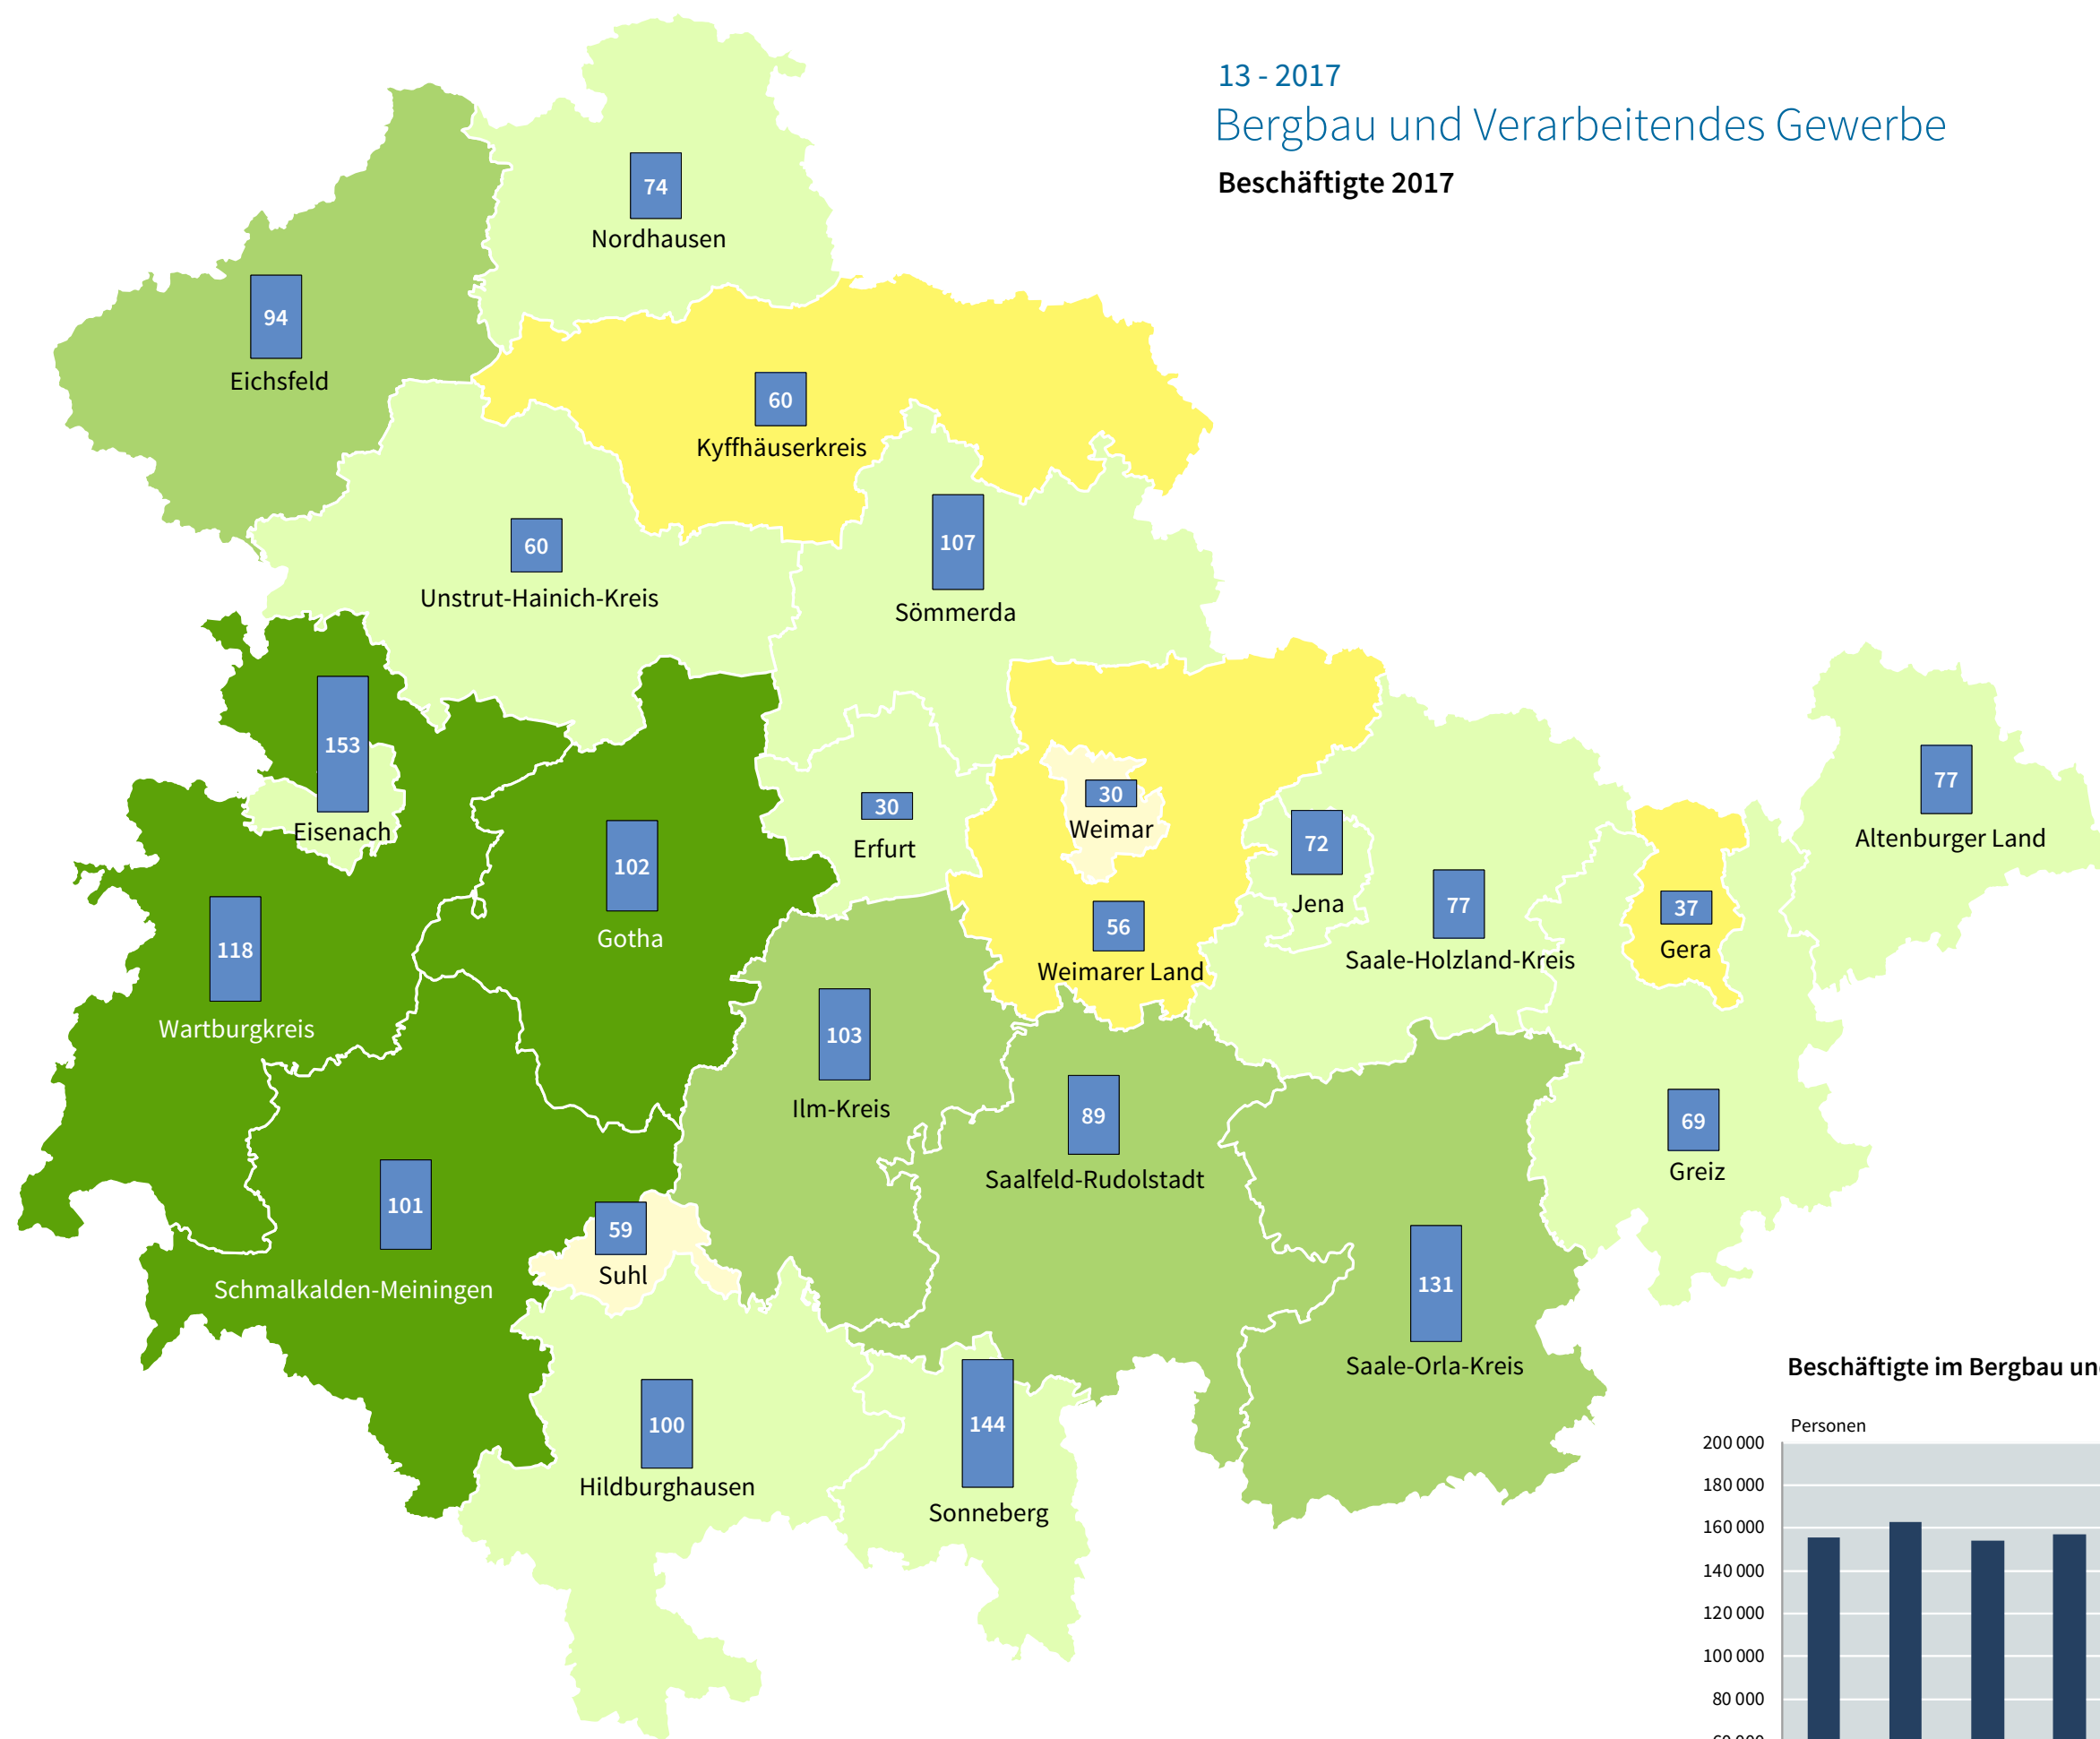 13 - 2017
Bergbau und Verarbeitendes Gewerbe
Beschäftigte 2017
74
Nordhausen
94
Eichsfeld
60
Kyffhäuserkreis
60
Unstrut-Hainich-Kreis
107
Sömmerda
153
Eisenach
102
Gotha
30
Erfurt
30
Weimar
56
Weimarer Land
72
Jena
77
Saale-Holzland-Kreis
37
Gera
77
Altenburger Land
118
Wartburgkreis
103
Ilm-Kreis
89
Saalfeld-Rudolstadt
69
Greiz
101
Schmalkalden-Meiningen
59
Suhl
131
Saale-Orla-Kreis
100
Hildburghausen
144
Sonneberg
Beschäftigte im Bergbau
Personen
200 000
180 000
160 000
140 000
120 000
100 000
80 000